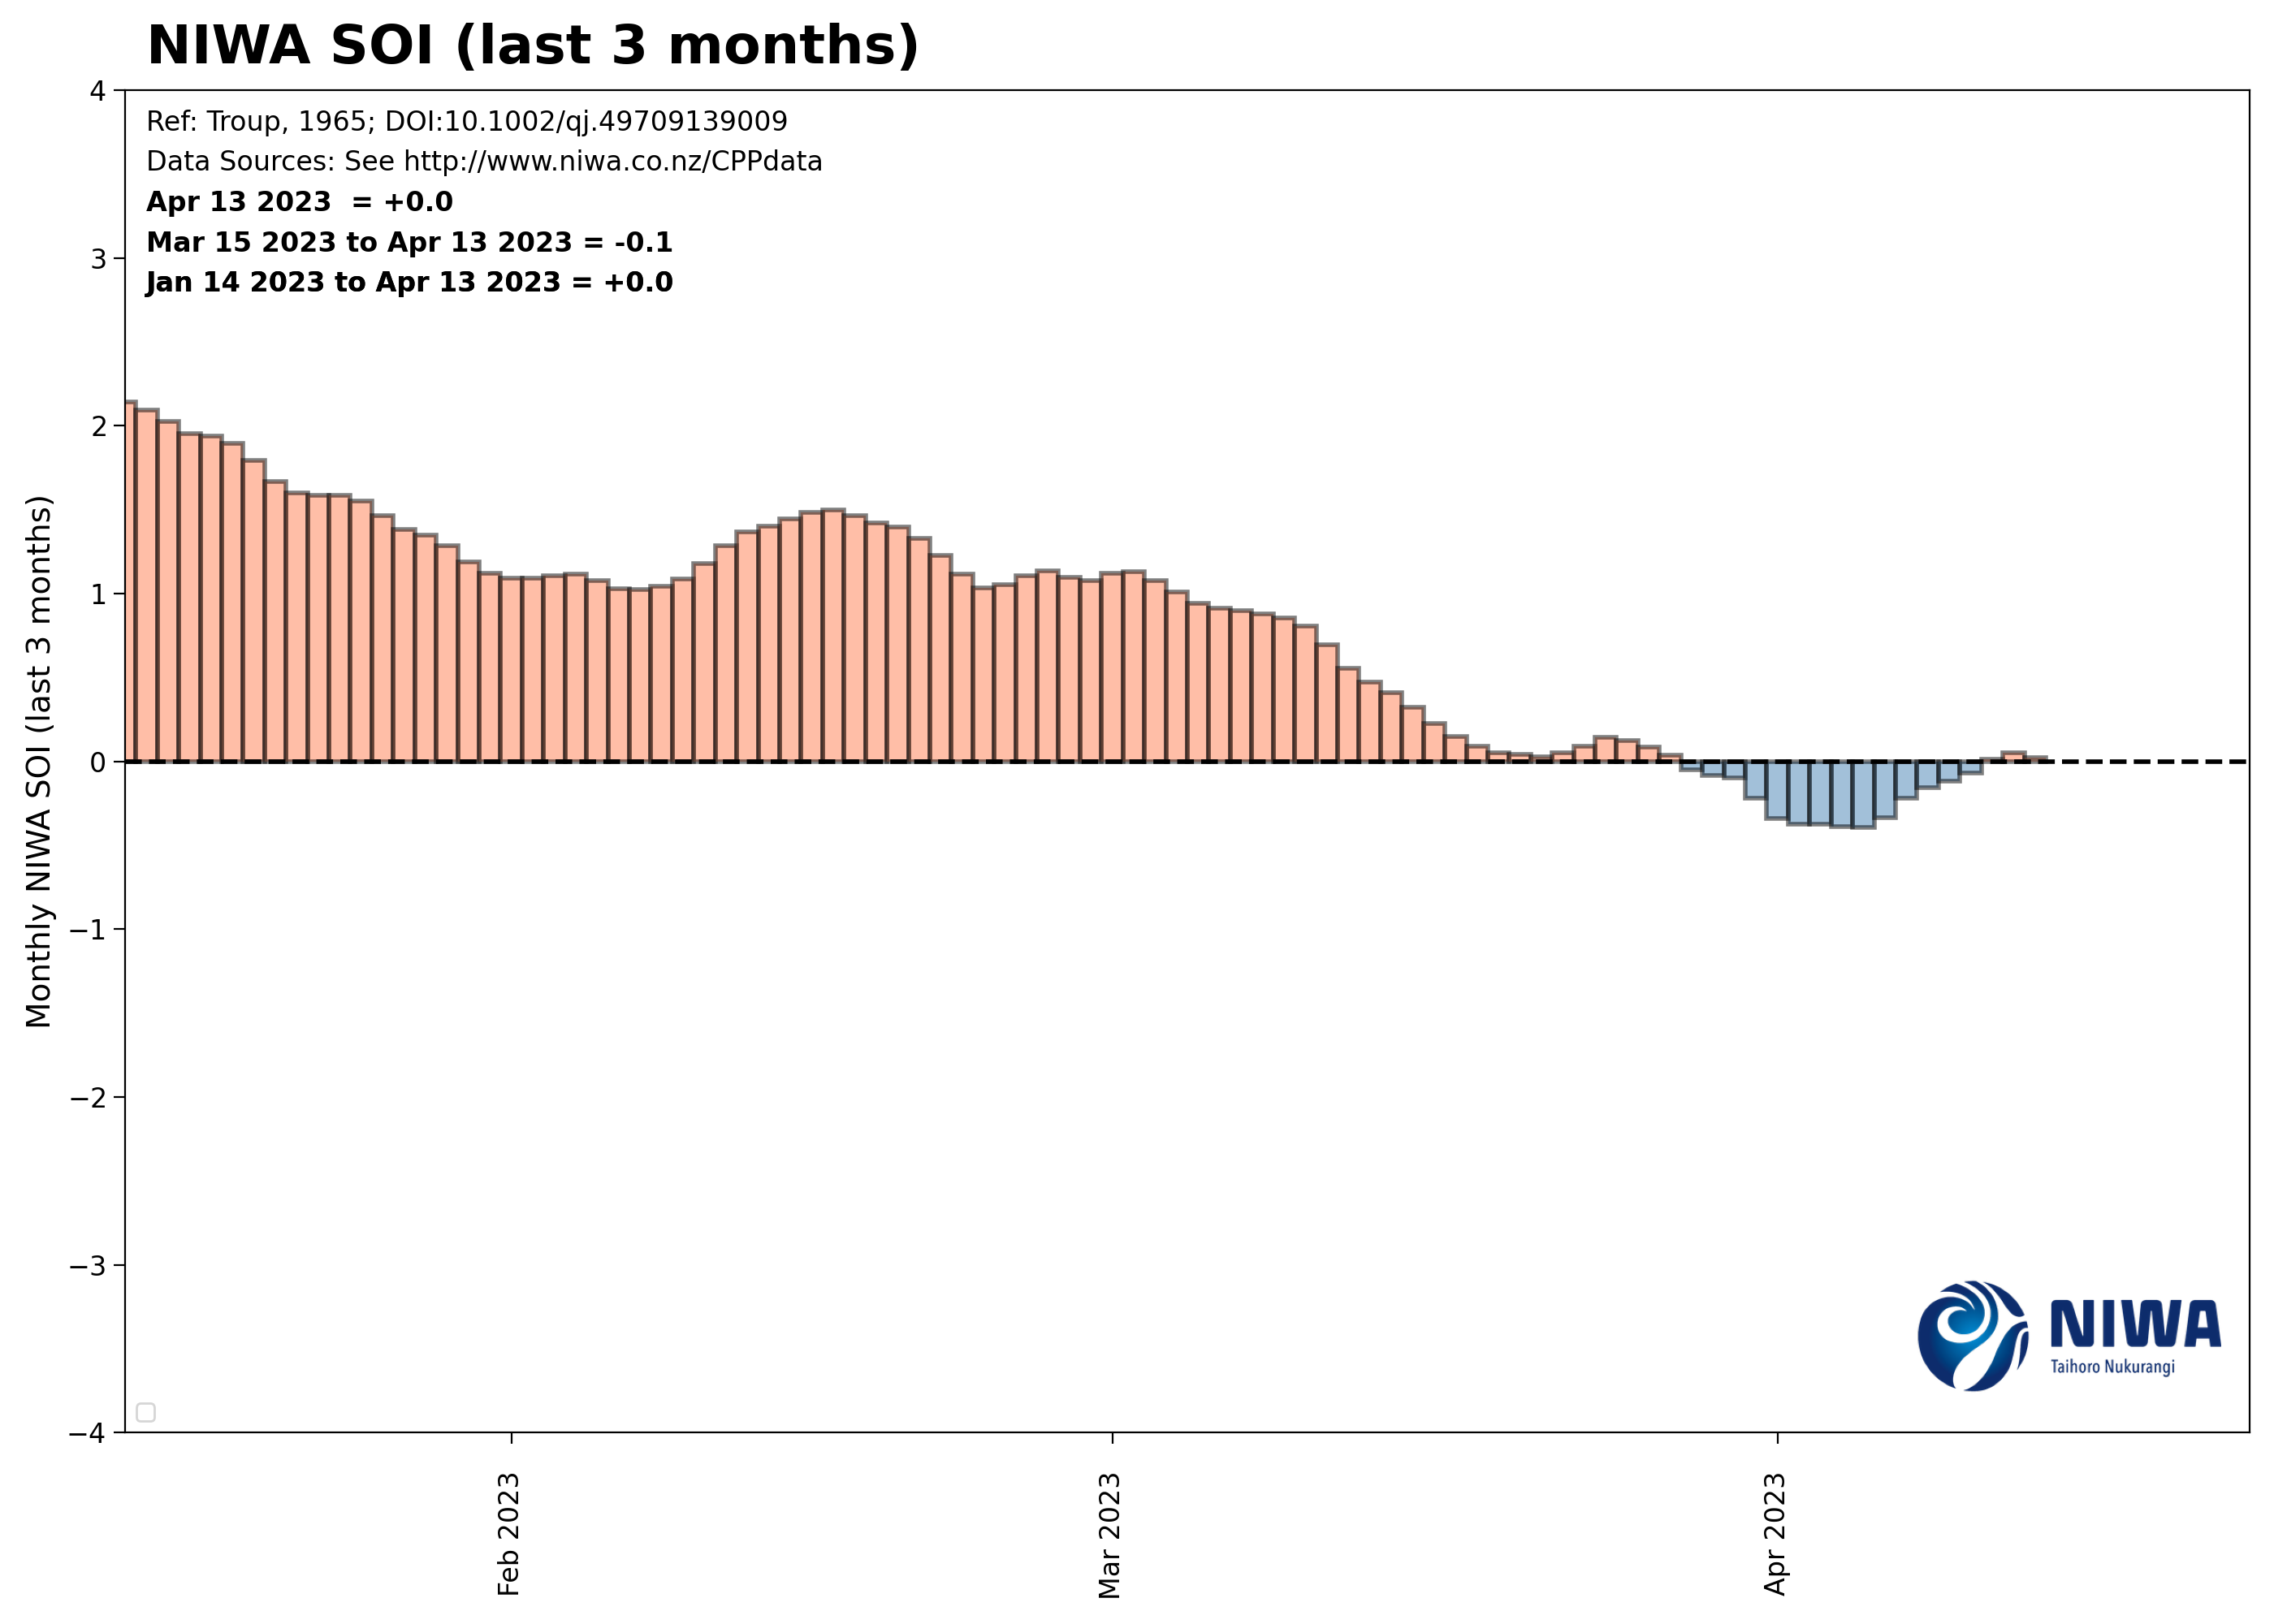 NIWA SOI (last 3 months)
Ref: Troup, 1965; DOI:10.1002/qj.49709139009
Data Sources: See http://www.niwa.co.nz/CPPdata
Apr 13 2023  = +0.0
Mar 15 2023 to Apr 13 2023 = -0.1
Jan 14 2023 to Apr 13 2023 = +0.0
Monthly NIWA SOI (last 3 months)
4
3
2
1
0
−1
−2
−3
−4
Feb 2023
Mar 2023
Apr 2023
NIWA
Taihoro Nukurangi